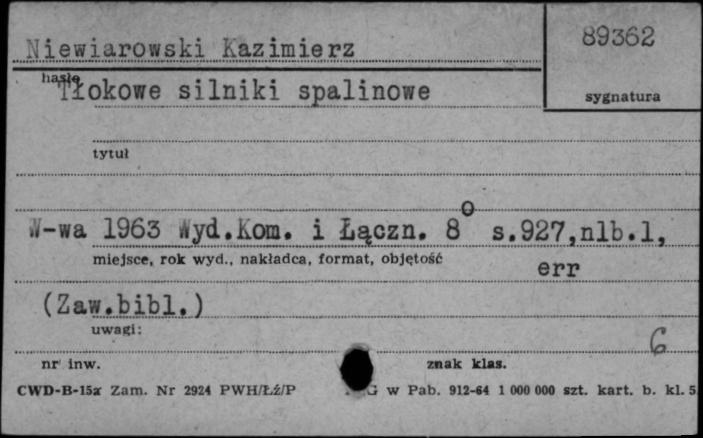 Niewiarowski Kazimierz
89362
hasło
sygnatura
Tłokowe silniki spalinowe
tytuł
W-wa 1963 Wyd.Kom. i Łączn. 8o s.927,nlb.1,
miejsce, rok wyd., nakładca, format, objętość
err
(Zaw.bibl.)
uwagi:
6
nr inw.
znak klas.
CWD-B-15a Zam. Nr 2924 PWH/Łź/P G w Pab. 912-64 1 000 000 szt. kart. b. kl. 5